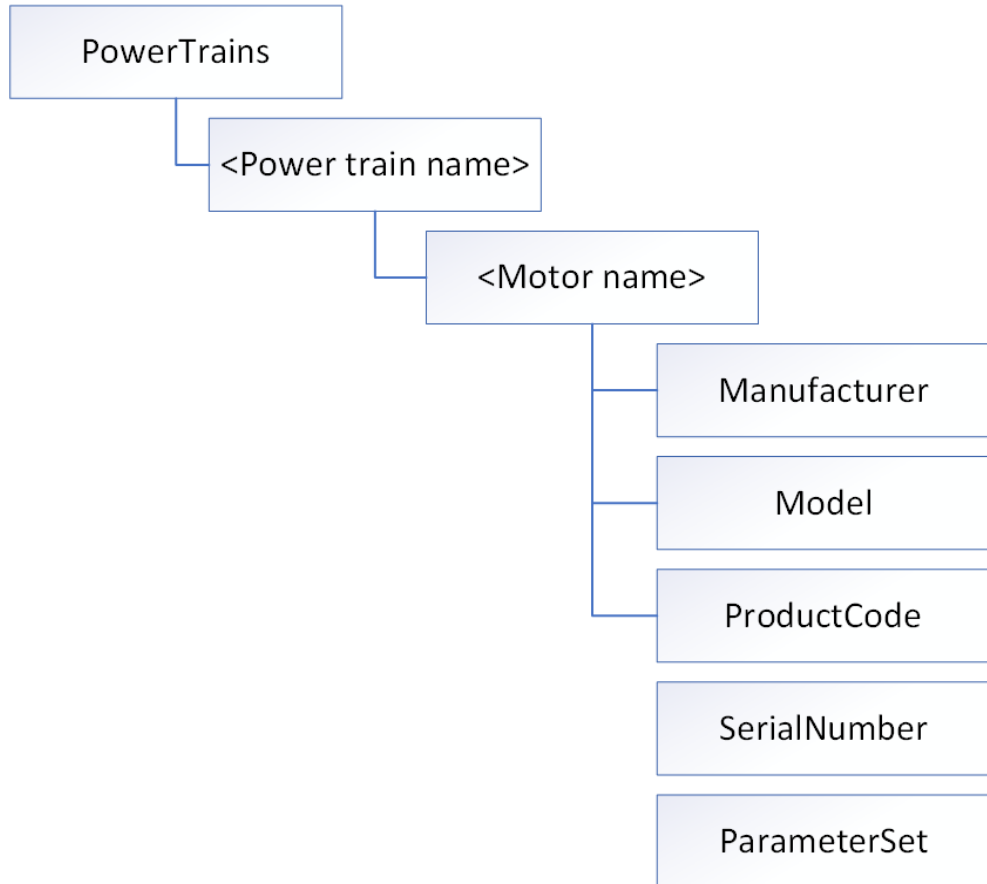 PowerTrains
<Power train name>
<Motor name>
Manufacturer
Model
ProductCode
SerialNumber
ParameterSet